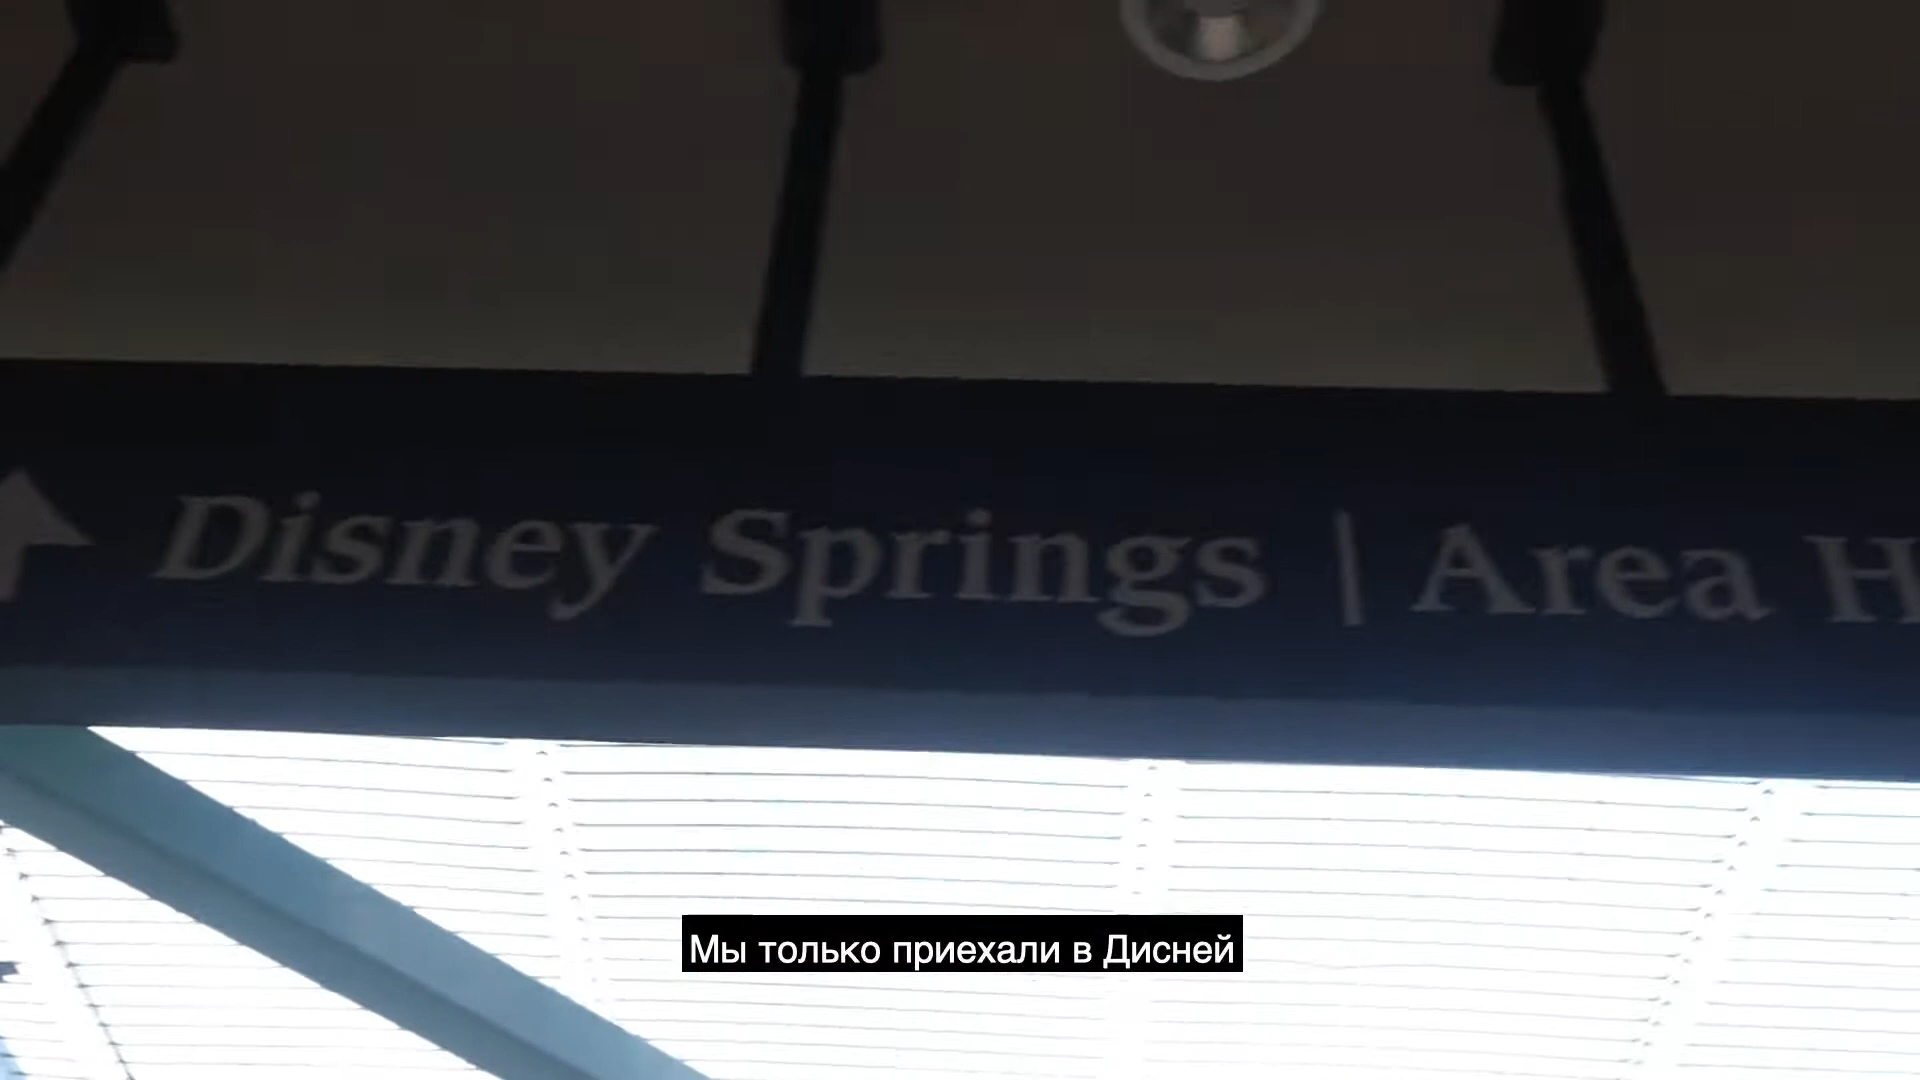 Disney Springs | Area
Мы только приехали в Дисней